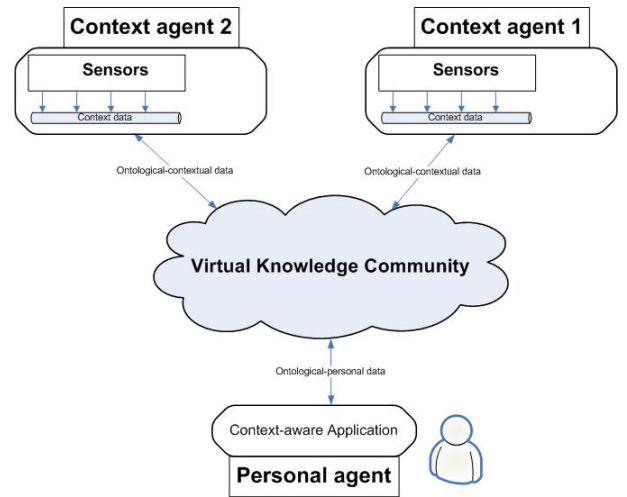 Context agent 2
Context agent 1
Sensors
Sensors
Context data
Context data
Ontological-contextual data
Ontological-contextual data
Virtual Knowledge Community
Ontological-personal data
Context-aware Application
Personal agent